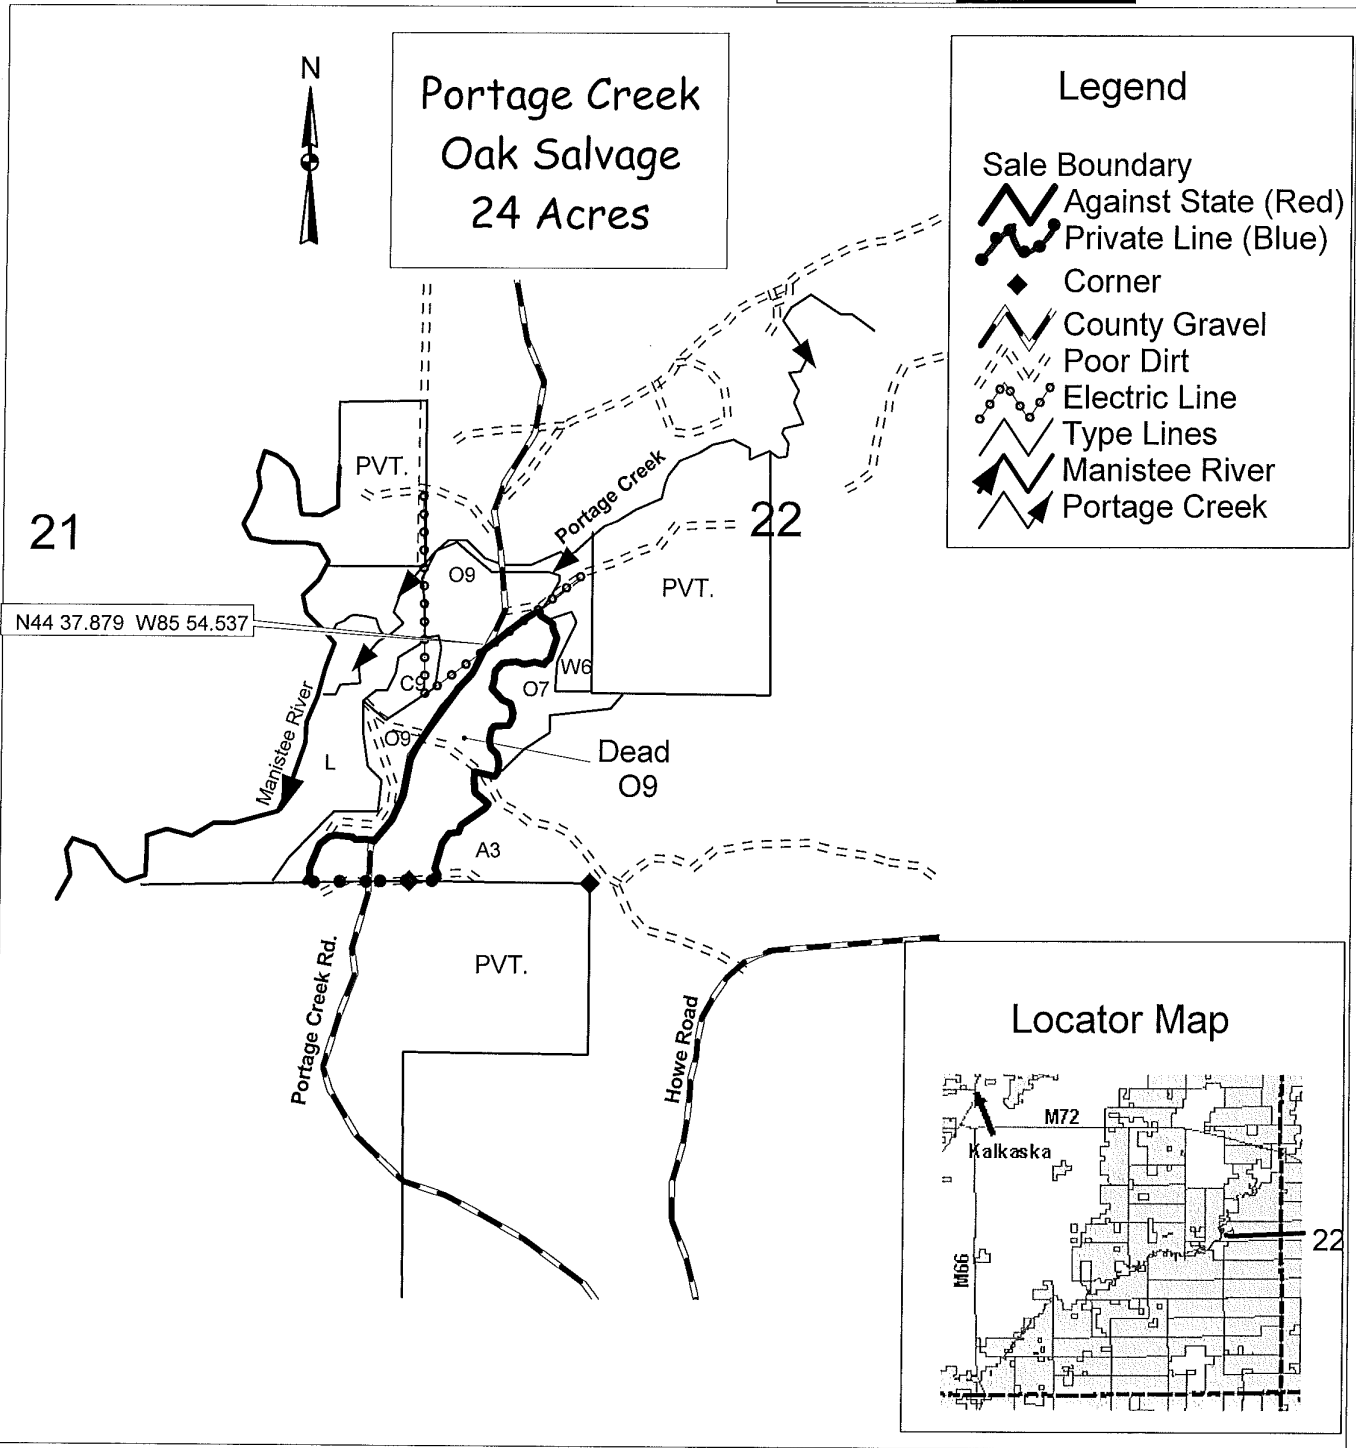 N
Portage Creek
Oak Salvage
24 Acres
Legend
Sale Boundary
Against State (Red)
Private Line (Blue)
Corner
County Gravel
Poor Dirt
Electric Line
Type Lines
Manistee River
Portage Creek
PVT.
21
22
Portage Creek
O9
PVT.
N44 37.879 W85 54.537
W6
C9
O7
Manistee River
O9
L
Dead
O9
A3
PVT.
Portage Creek Rd.
Howe Road
Locator Map
M72
Kalkaska
M66
22